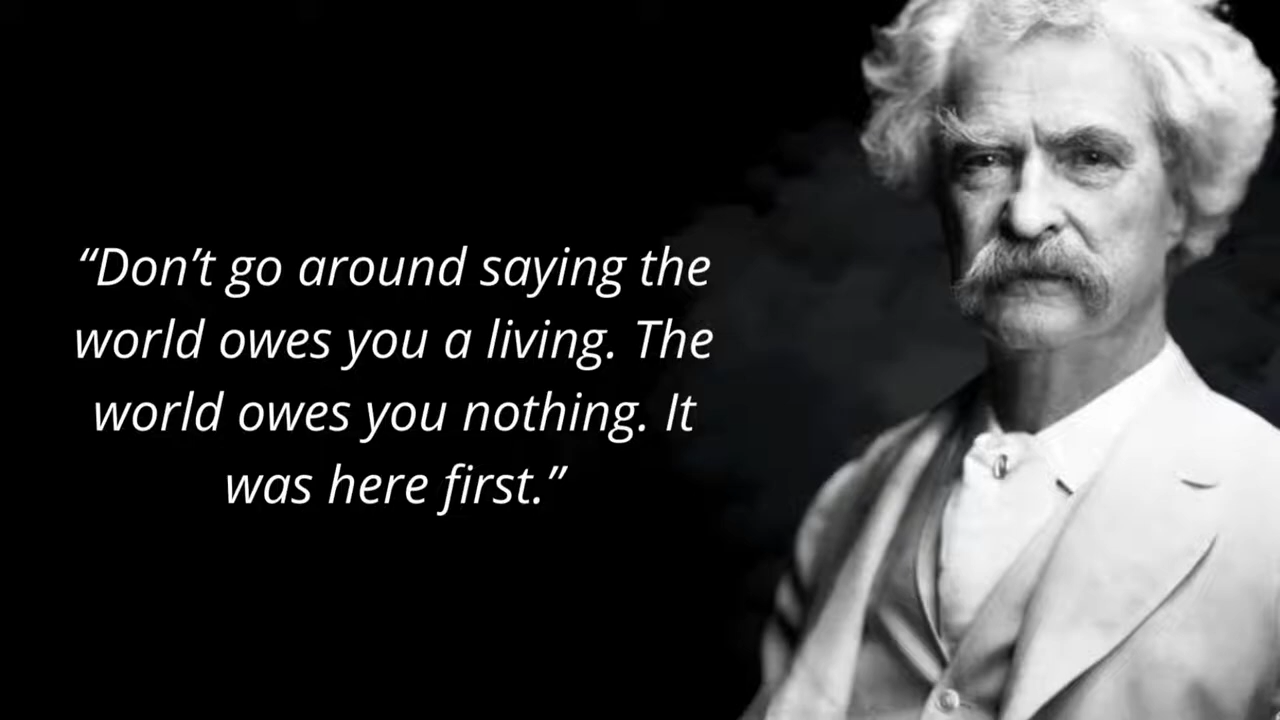 “Don’t go around saying the
world owes you a living. The
world owes you nothing. It
was here first.”